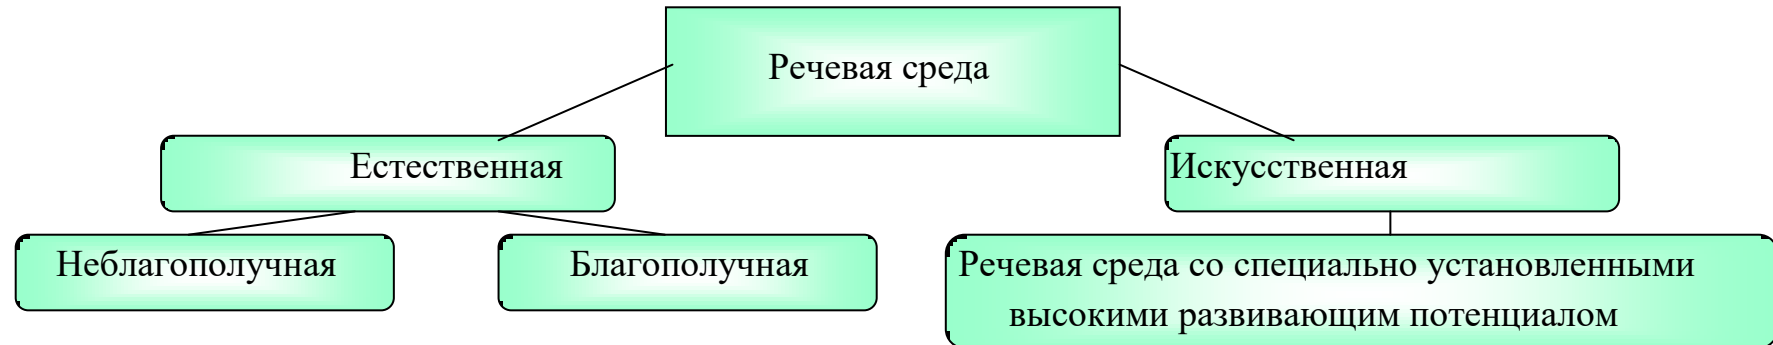 Речевая среда
Естественная
Искусственная
Неблагополучная
Благополучная
Речевая среда со специально установленными
высокими развивающим потенциалом